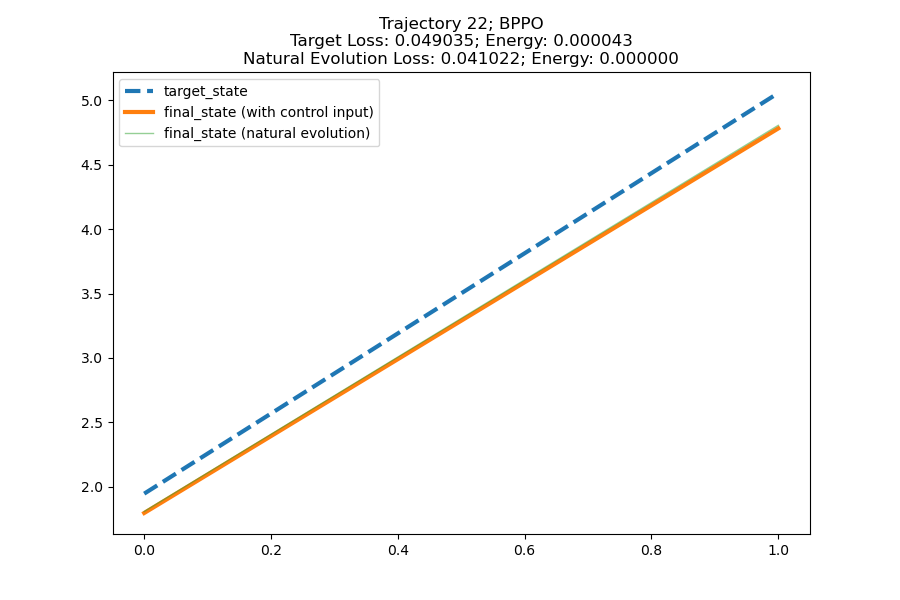 Trajectory 22; BPPO
Target Loss: 0.049035; Energy: 0.000043
Natural Evolution Loss: 0.041022; Energy: 0.000000
target_state
final_state (with control input)
final_state (natural evolution)
5.0
4.5
4.0
3.5
3.0
2.5
2.0
0.0 0.2 0.4 0.6 0.8 1.0